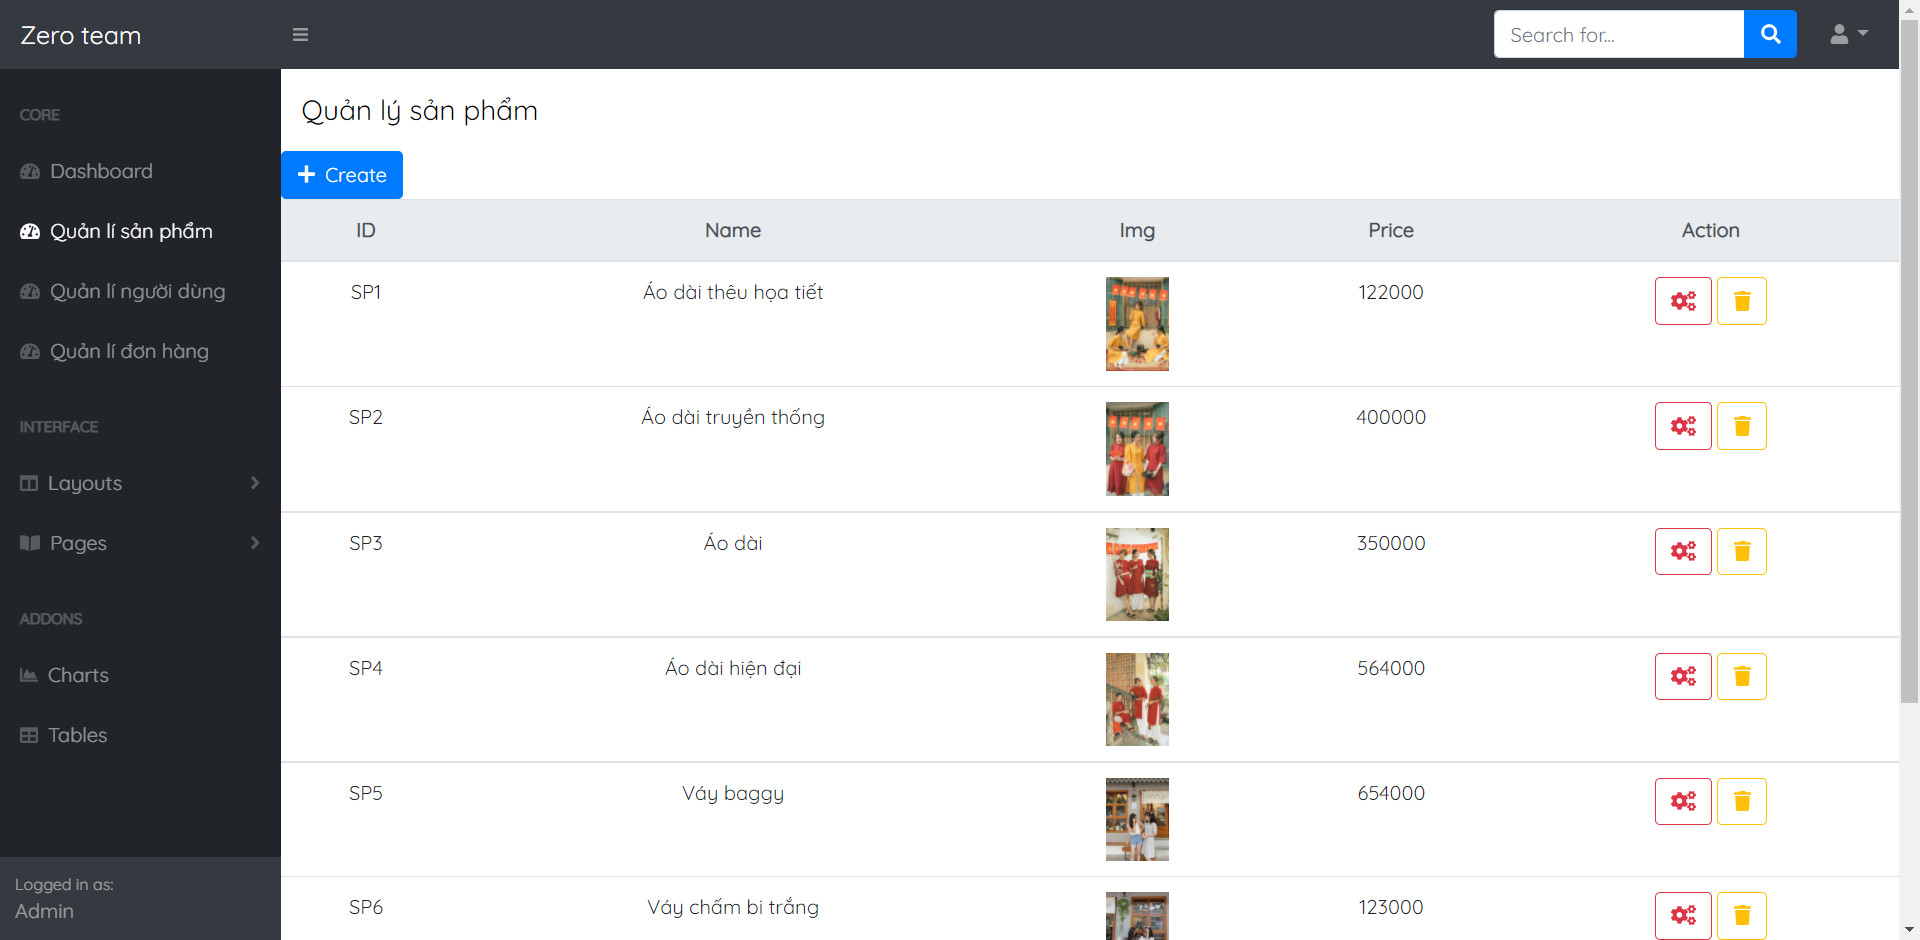 Zero team
Search for...
CORE
Dashboard
Quản lí sản phẩm
Quản lí người dùng
Quản lí đơn hàng
INTERFACE
Layouts
Pages
ADDONS
Charts
Tables
Logged in as:
Admin
Quản lý sản phẩm
Create
ID Name Img Price Action
SP1 Áo dài thêu họa tiết 122000
SP2 Áo dài truyền thống 400000
SP3 Áo dài 350000
SP4 Áo dài hiện đại 564000
SP5 Váy baggy 654000
SP6 Váy chấm bi trắng 123000